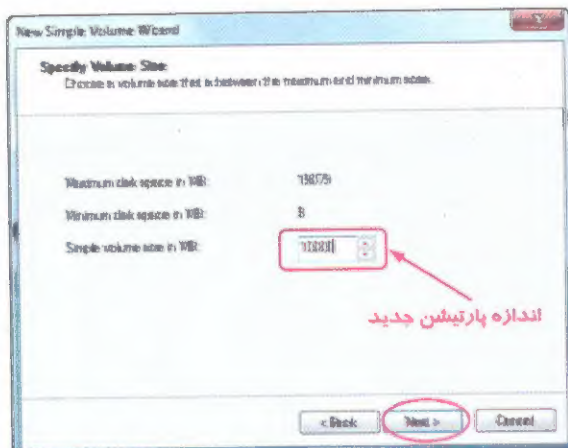 New Simple Volume Wizard
Specify Volume Size
Choose a volume size that is between the maximum and minimum sizes.
Maximum disk space in MB:
Minimum disk space in MB: 8
Simple volume size in MB:
اندازه پارتیشن جدید
< Back
Next >
Cancel